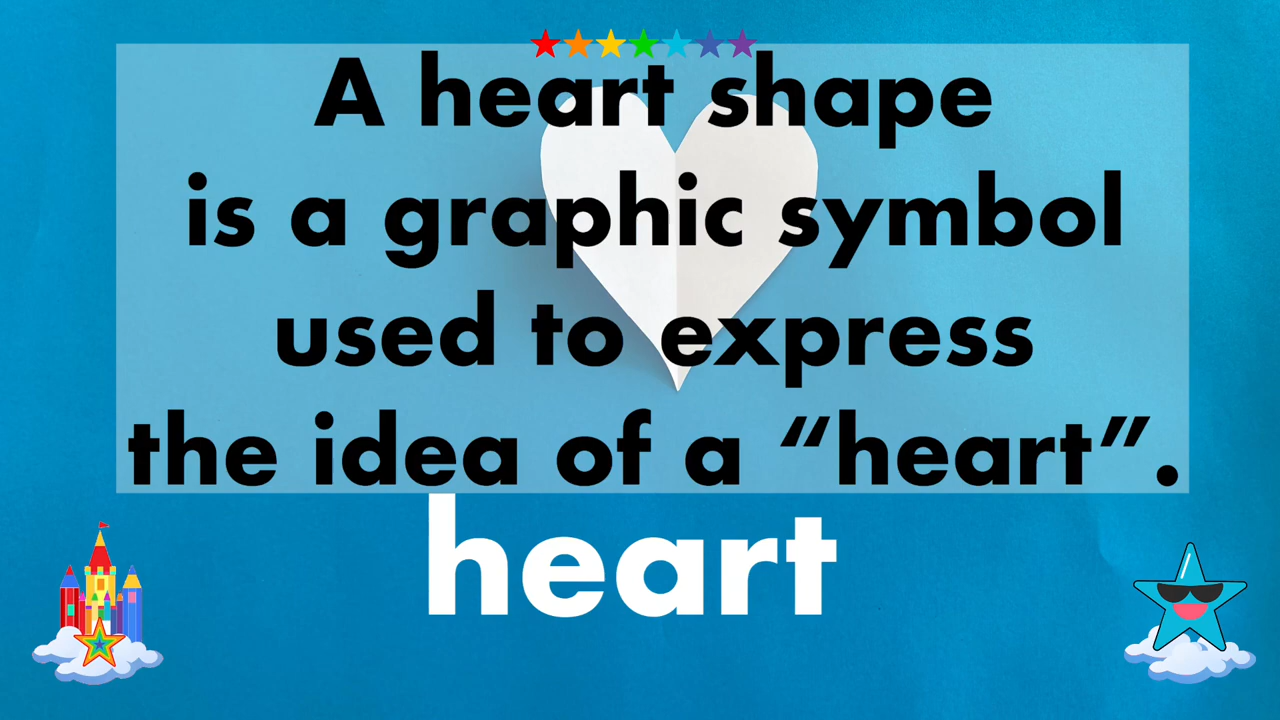 A heart shape
is a graphic symbol
used to express
the idea of a “heart”.
heart